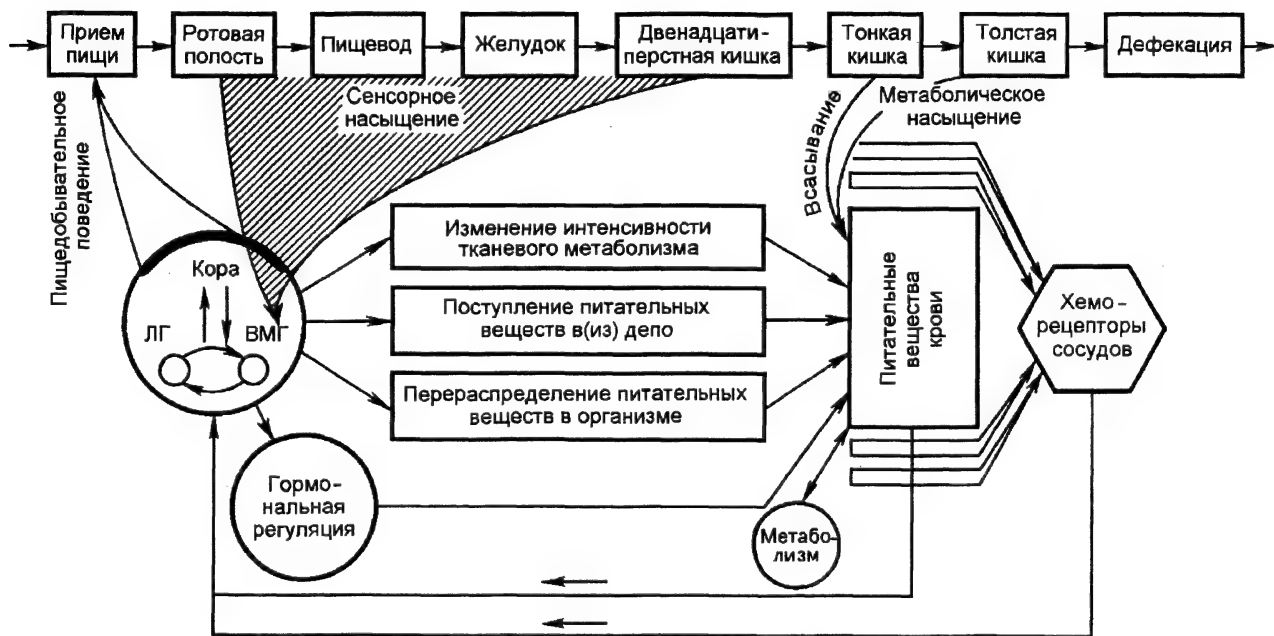 Прием
пищи
Ротовая
полость
Пищевод
Желудок
Двенадцати-
перстная кишка
Тонкая
кишка
Толстая
кишка
Дефекация
Пищедобывательное
поведение
Сенсорное
насыщение
Всасывание
Метаболическое
насыщение
Кора
ЛГ
ВМГ
Изменение интенсивности
тканевого метаболизма
Поступление питательных
веществ в(из) депо
Перераспределение питательных
веществ в организме
Питательные
вещества
крови
Хемо-
рецепторы
сосудов
Гормо-
нальная
регуляция
Метабо-
лизм